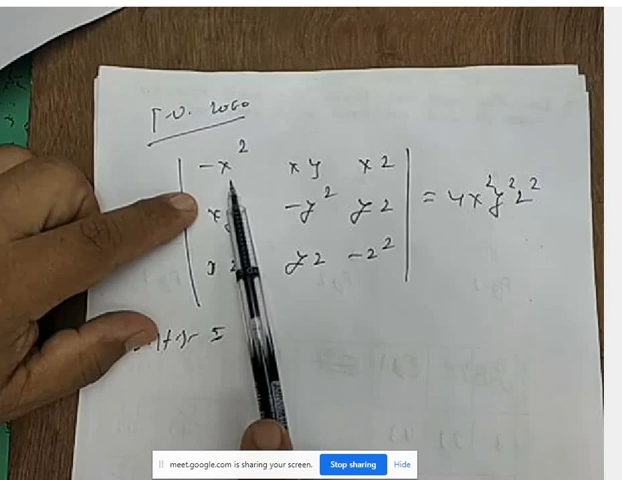 T.U. 2060
-x² xy xz
xy -y² yz = 4x²y²z²
xz yz -z²
meet.google.com is sharing your screen. Stop sharing Hide